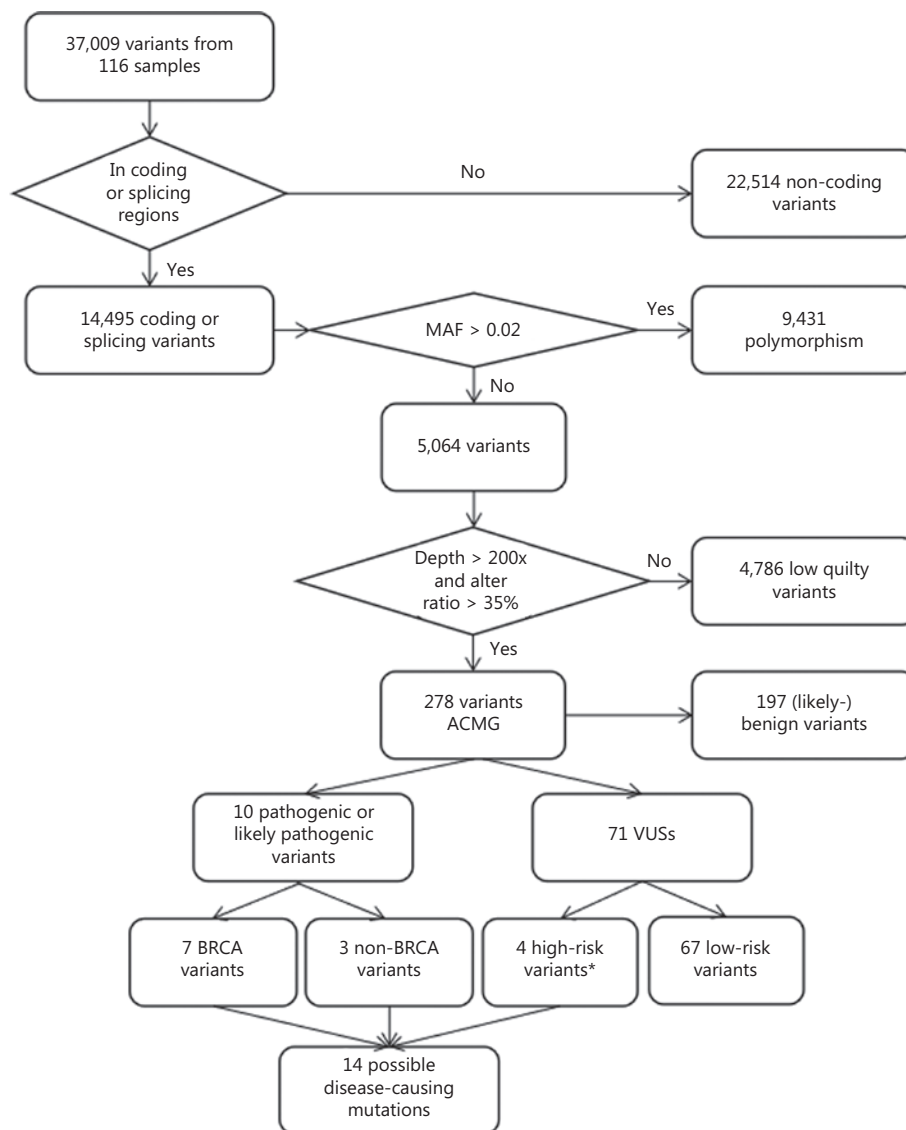 37,009 variants from
116 samples
In coding
or splicing
regions
No
22,514 non-coding
variants
Yes
14,495 coding or
splicing variants
MAF > 0.02
Yes
9,431
polymorphism
No
5,064 variants
Depth > 200x
and alter
ratio > 35%
No
4,786 low quilty
variants
Yes
278 variants
ACMG
197 (likely-)
benign variants
10 pathogenic or
likely pathogenic
variants
71 VUSs
7 BRCA
variants
3 non-BRCA
variants
4 high-risk
variants*
67 low-risk
variants
14 possible
disease-causing
mutations